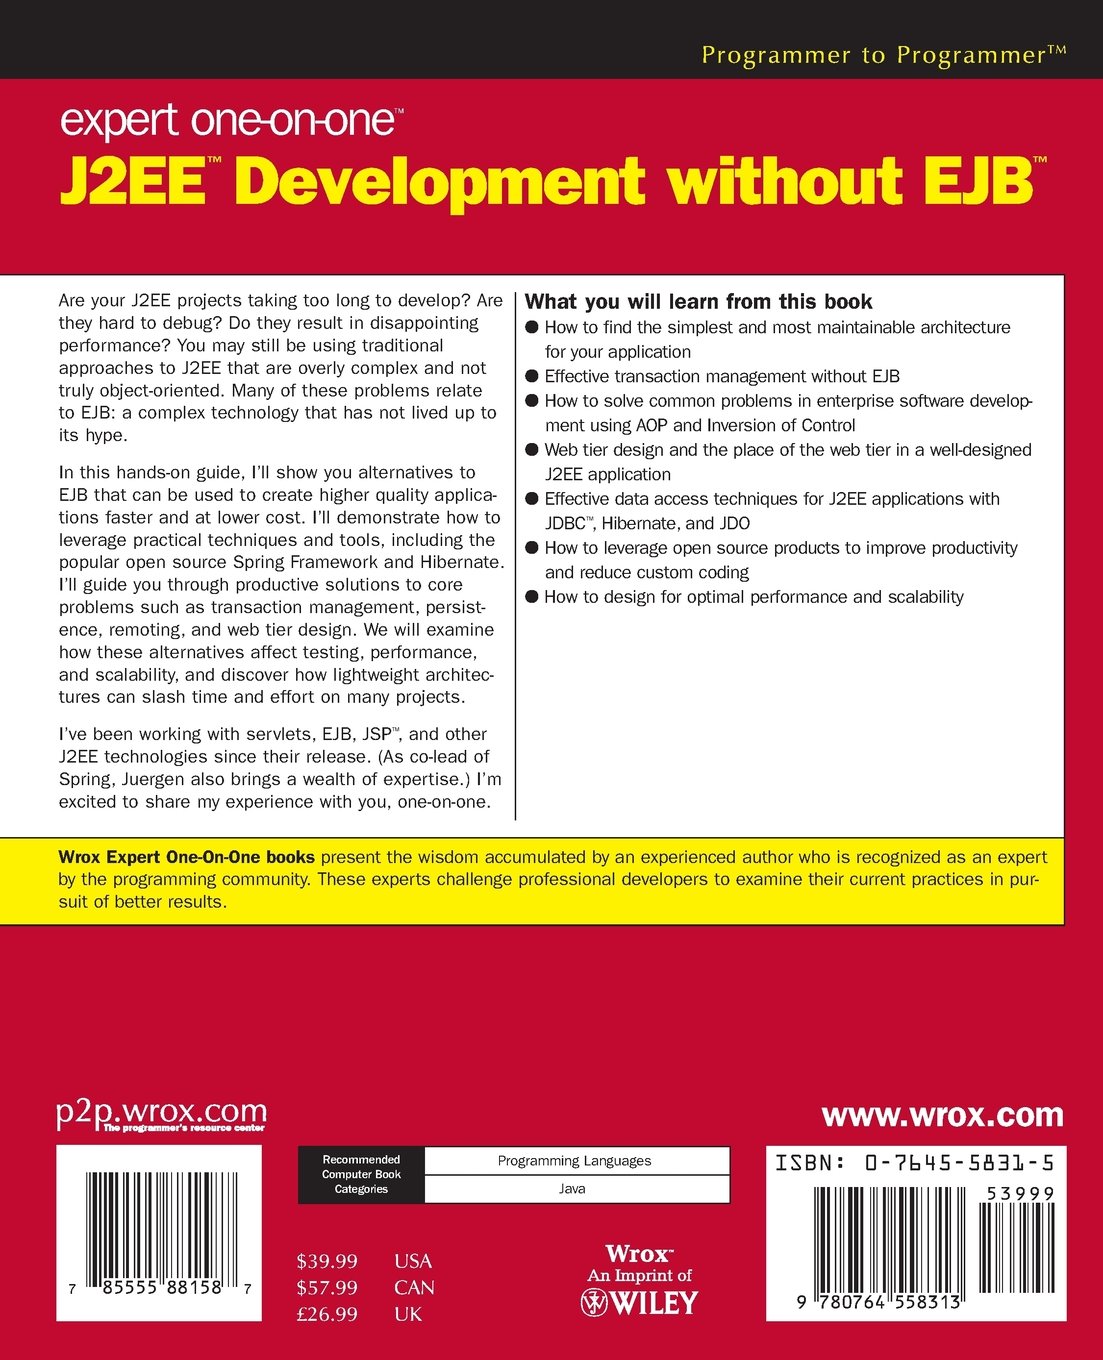 Programmer to Programmer™
expert one-on-one™
J2EE™ Development without EJB™
Are your J2EE projects taking too long to develop? Are
they hard to debug? Do they result in disappointing
performance? You may still be using traditional
approaches to J2EE that are overly complex and not
truly object-oriented. Many of these problems relate
to EJB: a complex technology that has not lived up to
its hype.
In this hands-on guide, I'll show you alternatives to
EJB that can be used to create higher quality applica-
tions faster and at lower cost. I'll demonstrate how to
leverage practical techniques and tools, including the
popular open source Spring Framework and Hibernate.
I'll guide you through productive solutions to core
problems such as transaction management, persist-
ence, remoting, and web tier design. We will examine
how these alternatives affect testing, performance,
and scalability, and discover how lightweight architec-
tures can slash time and effort on many projects.
I've been working with servlets, EJB, JSP™, and other
J2EE technologies since their release. (As co-lead of
Spring, Juergen also brings a wealth of expertise.) I'm
excited to share my experience with you, one-on-one.
What you will learn from this book
● How to find the simplest and most maintainable architecture
for your application
● Effective transaction management without EJB
● How to solve common problems in enterprise software develop-
ment using AOP and Inversion of Control
● Web tier design and the place of the web tier in a well-designed
J2EE application
● Effective data access techniques for J2EE applications with
JDBC™, Hibernate, and JDO
● How to leverage open source products to improve productivity
and reduce custom coding
● How to design for optimal performance and scalability
Wrox Expert One-On-One books present the wisdom accumulated by an experienced author who is recognized as an expert
by the programming community. These experts challenge professional developers to examine their current practices in pur-
suit of better results.
p2p.wrox.com
The programmer's resource center
www.wrox.com
7 85555 88158 7
Recommended
Computer Book
Categories
Programming Languages
Java
$39.99 USA
$57.99 CAN
£26.99 UK
Wrox™
An Imprint of
WILEY
ISBN: 0-7645-5831-5
53999
9 780764 558313